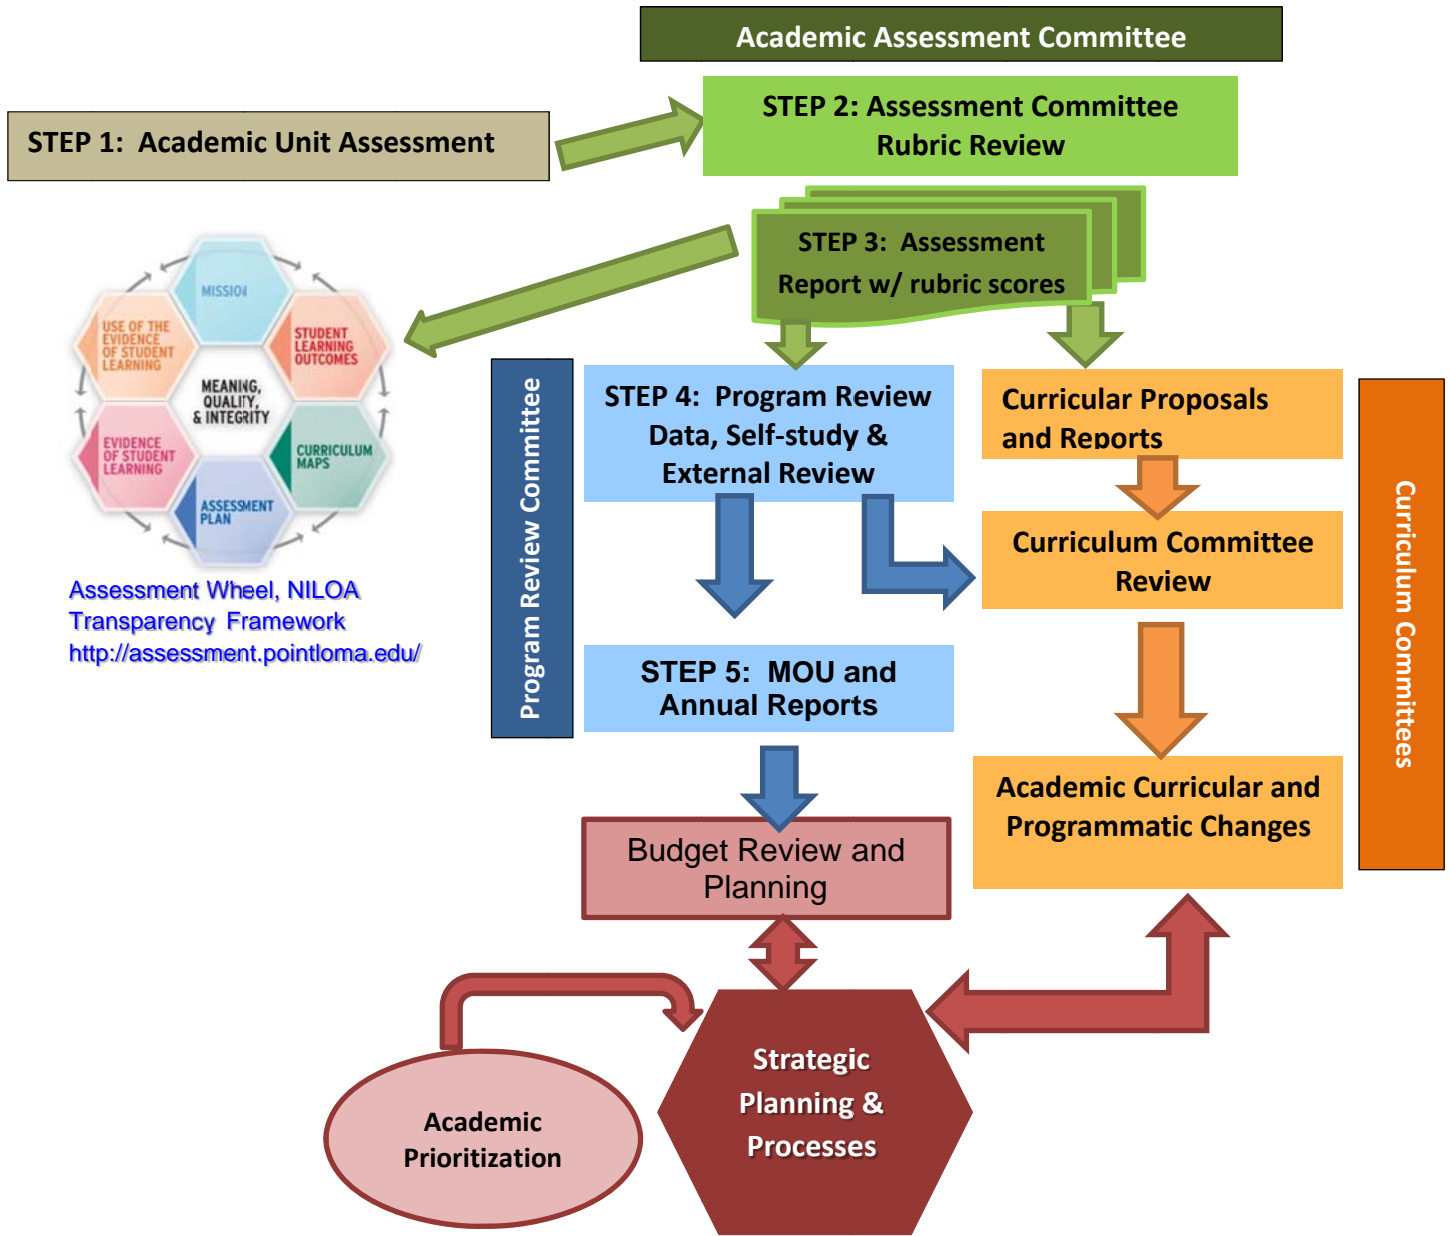 Academic Assessment Committee
STEP 1:  Academic Unit Assessment
STEP 2: Assessment Committee
Rubric Review
STEP 3:  Assessment
Report w/ rubric scores
MISSION
STUDENT
LEARNING
OUTCOMES
CURRICULUM
MAPS
ASSESSMENT
PLAN
EVIDENCE
OF STUDENT
LEARNING
USE OF THE
EVIDENCE
OF STUDENT
LEARNING
MEANING,
QUALITY,
& INTEGRITY
Assessment Wheel, NILOA
Transparency Framework
http://assessment.pointloma.edu/
Program Review Committee
STEP 4:  Program Review
Data, Self-study &
External Review
STEP 5:  MOU and
Annual Reports
Curricular Proposals
and Reports
Curriculum Committee
Review
Academic Curricular and
Programmatic Changes
Curriculum Committees
Budget Review and
Planning
Strategic
Planning &
Processes
Academic
Prioritization